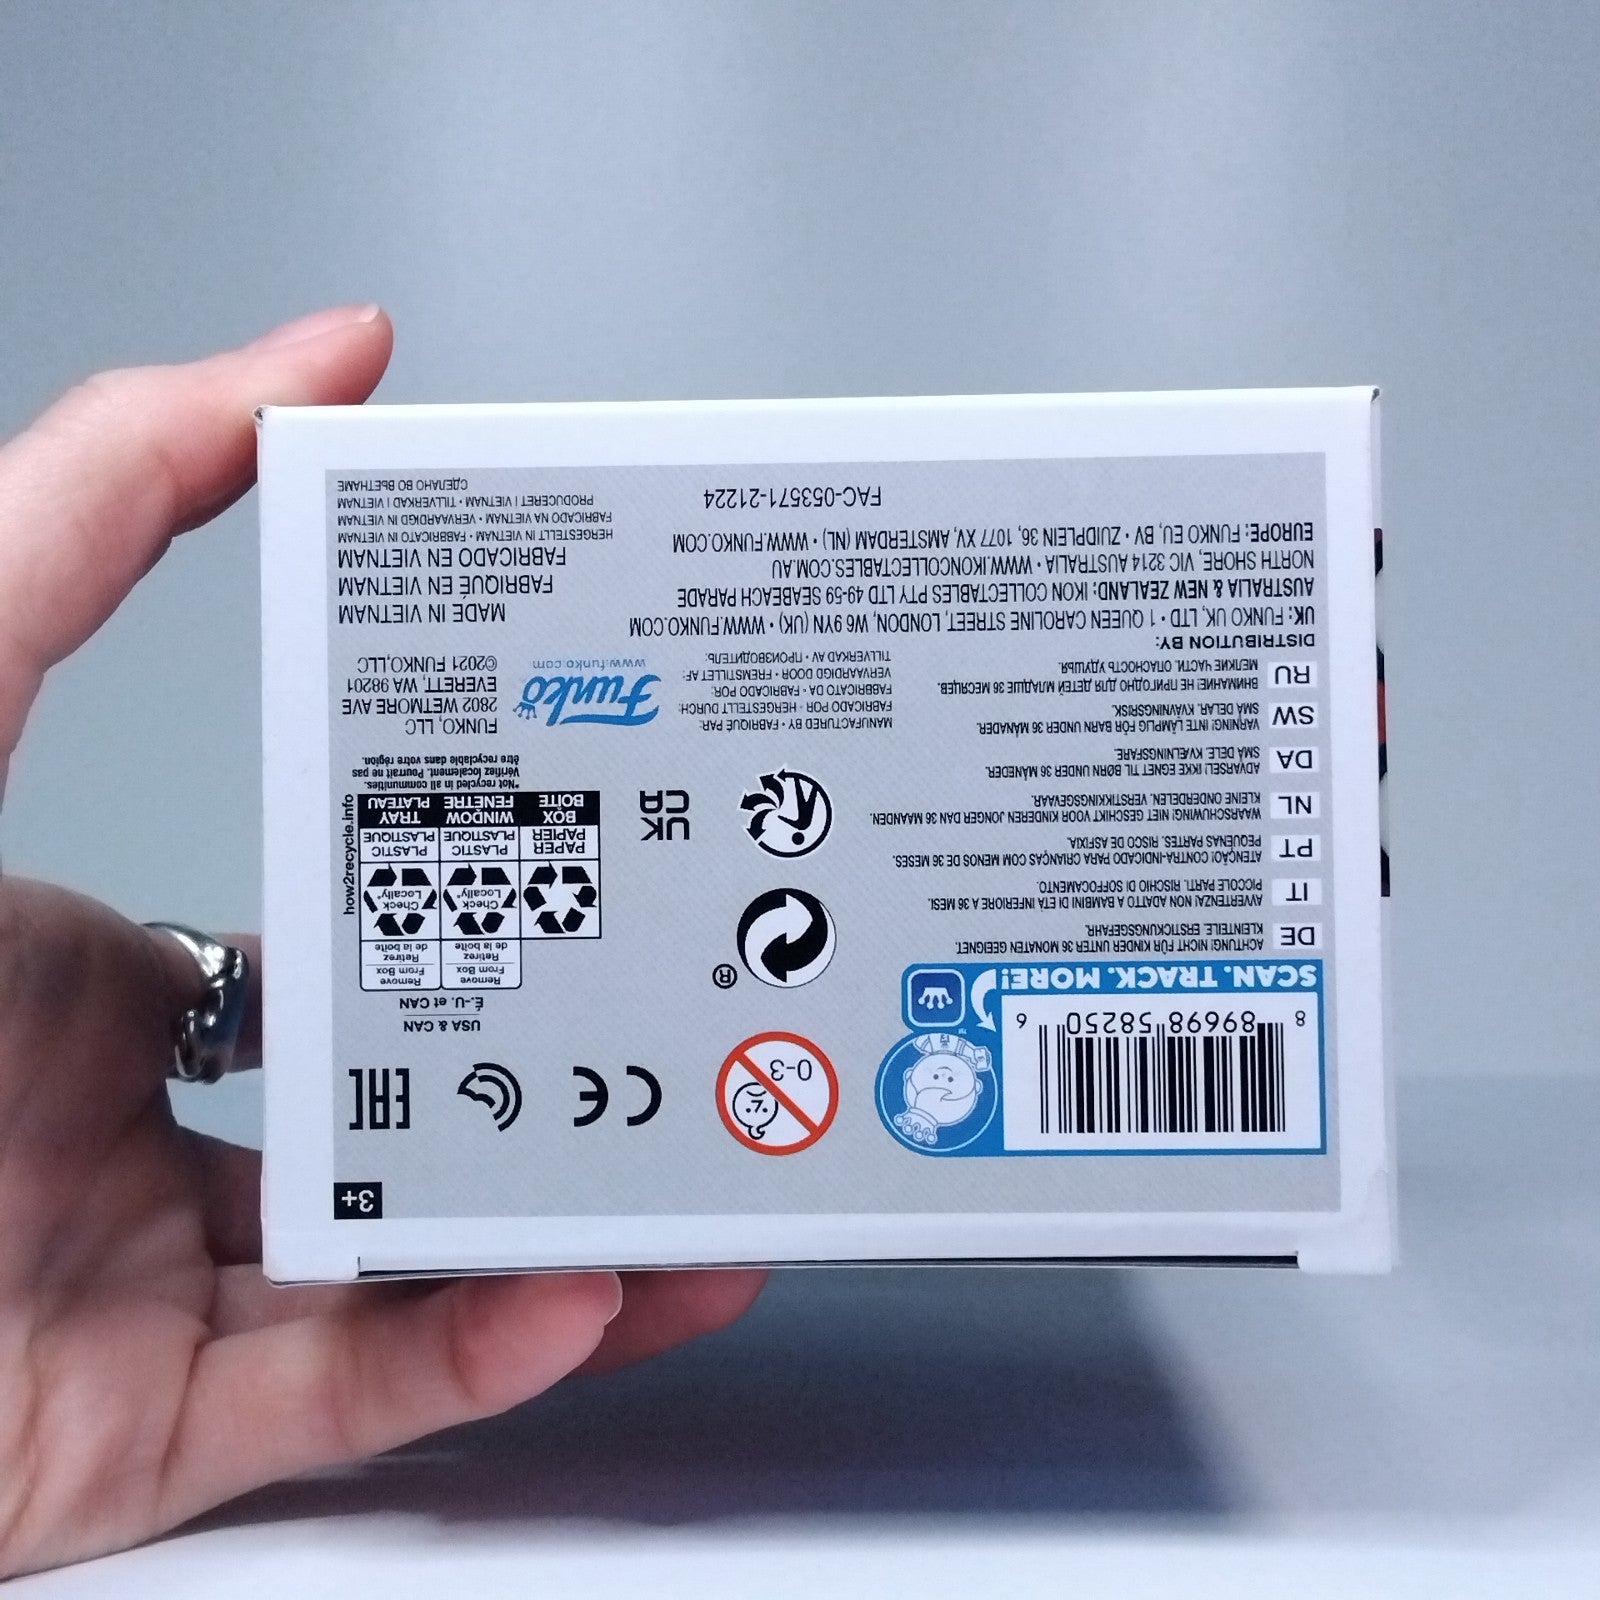 3+
8 89698 58250 6
SCAN. TRACK. MORE!
™
0-3
CE
EAC
USA & CAN
É.-U. et CAN
Remove
From Box
Retirez
de la boîte
Remove
From Box
Retirez
de la boîte
Check
Locally*
Check
Locally*
PAPER
PAPIER
BOX
BOÎTE
PLASTIC
PLASTIQUE
WINDOW
FENÊTRE
PLASTIC
PLASTIQUE
TRAY
PLATEAU
how2recycle.info
*Not recycled in all communities.
Vérifiez localement. Pourrait ne pas
être recyclable dans votre région.
®
UK
CA
DE ACHTUNG! NICHT FÜR KINDER UNTER 36 MONATEN GEEIGNET.
KLEINTEILE. ERSTICKUNGSGEFAHR.
IT AVVERTENZA! NON ADATTO A BAMBINI DI ETÀ INFERIORE A 36 MESI.
PICCOLE PARTI. RISCHIO DI SOFFOCAMENTO.
PT ATENÇÃO! CONTRA-INDICADO PARA CRIANÇAS COM MENOS DE 36 MESES.
PEQUENAS PARTES. RISCO DE ASFIXIA.
NL WAARSCHUWING! NIET GESCHIKT VOOR KINDEREN JONGER DAN 36 MAANDEN.
KLEINE ONDERDELEN. VERSTIKKINGSGEVAAR.
DA ADVARSEL! IKKE EGNET TIL BØRN UNDER 36 MÅNEDER.
SMÅ DELE. KVÆLNINGSFARE.
SW VARNING! INTE LÄMPLIG FÖR BARN UNDER 36 MÅNADER.
SMÅ DELAR. KVÄVNINGSRISK.
RU ВНИМАНИЕ! НЕ ПРИГОДНО ДЛЯ ДЕТЕЙ МЛАДШЕ 36 МЕСЯЦЕВ.
МЕЛКИЕ ЧАСТИ. ОПАСНОСТЬ УДУШЬЯ.
MANUFACTURED BY • FABRIQUÉ PAR:
FABRICADO POR • HERGESTELLT DURCH:
FABRICATO DA • FABRICADO POR:
VERVAARDIGD DOOR • FREMSTILLET AF:
TILLVERKAD AV • ПРОИЗВОДИТЕЛЬ:
Funko
www.funko.com
FUNKO, LLC
2802 WETMORE AVE
EVERETT, WA 98201
©2021 FUNKO,LLC
DISTRIBUTION BY:
UK: FUNKO UK, LTD • 1 QUEEN CAROLINE STREET, LONDON, W6 9YN (UK) • WWW.FUNKO.COM
AUSTRALIA & NEW ZEALAND: IKON COLLECTABLES PTY LTD 49-59 SEABEACH PARADE
NORTH SHORE, VIC 3214 AUSTRALIA • WWW.IKONCOLLECTABLES.COM.AU
EUROPE: FUNKO EU, BV • ZUIDPLEIN 36, 1077 XV, AMSTERDAM (NL) • WWW.FUNKO.COM
FAC-053571-21224
MADE IN VIETNAM
FABRIQUÉ EN VIETNAM
FABRICADO EN VIETNAM
HERGESTELLT IN VIETNAM • FABBRICATO IN VIETNAM
FABRICADO NA VIETNAM • VERVAARDIGD IN VIETNAM
PRODUCERET I VIETNAM • TILLVERKAD I VIETNAM
СДЕЛАНО ВО ВЬЕТНАМЕ